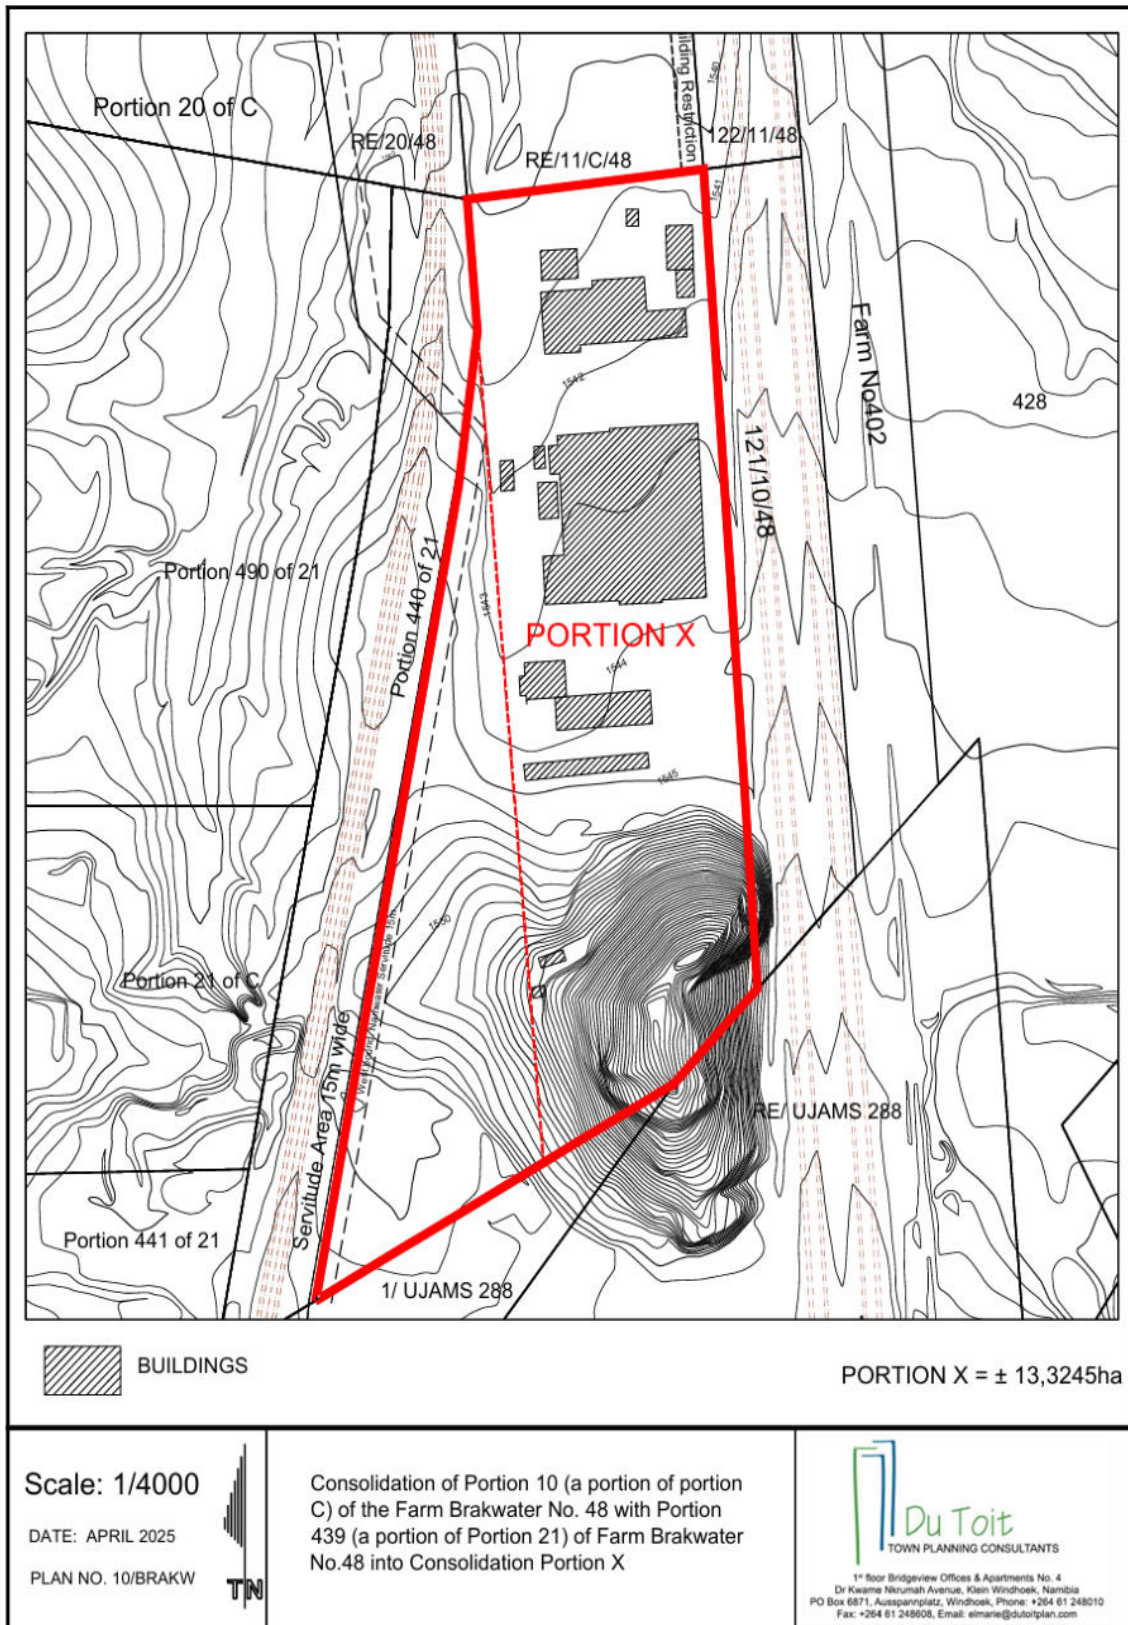 ilding Restriction
1540
Portion 20 of C
RE/20/48
RE/11/C/48
122/11/48
1541
Farm No402
1542
428
121/10/48
Portion 490 of 21
Portion 440 of 21
1543
PORTION X
1544
1545
1550
Portion 21 of C
Servitude Area 15m wide
RE/ UJAMS 288
Portion 441 of 21
1/ UJAMS 288
BUILDINGS
PORTION X = ± 13,3245ha
Scale: 1/4000
DATE: APRIL 2025
PLAN NO. 10/BRAKW
TN
Consolidation of Portion 10 (a portion of portion
C) of the Farm Brakwater No. 48 with Portion
439 (a portion of Portion 21) of Farm Brakwater
No.48 into Consolidation Portion X
Du Toit
TOWN PLANNING CONSULTANTS
1st floor Bridgeview Offices & Apartments No. 4
Dr Kwame Nkrumah Avenue, Klein Windhoek, Namibia
PO Box 6871, Ausspannplatz, Windhoek, Phone: +264 61 248010
Fax: +264 61 248608, Email: elmarie@dutoitplan.com